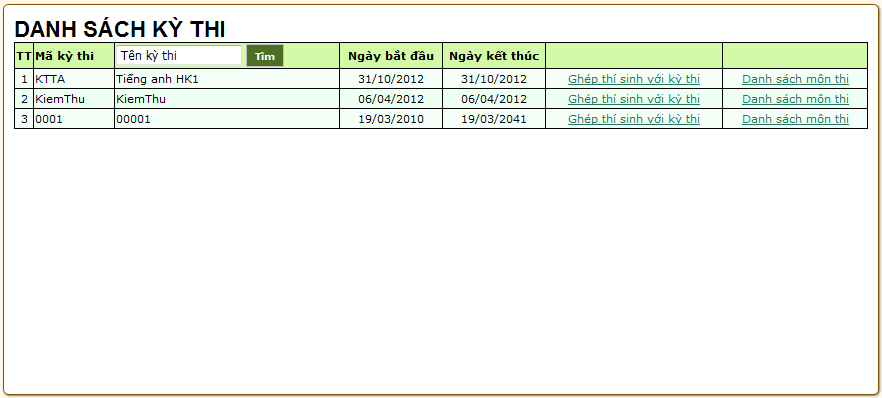 DANH SÁCH KỲ THI
TT Mã kỳ thi Tên kỳ thi Tìm Ngày bắt đầu Ngày kết thúc
1 KTTA Tiếng anh HK1 31/10/2012 31/10/2012 Ghép thí sinh với kỳ thi Danh sách môn thi
2 KiemThu KiemThu 06/04/2012 06/04/2012 Ghép thí sinh với kỳ thi Danh sách môn thi
3 0001 00001 19/03/2010 19/03/2041 Ghép thí sinh với kỳ thi Danh sách môn thi